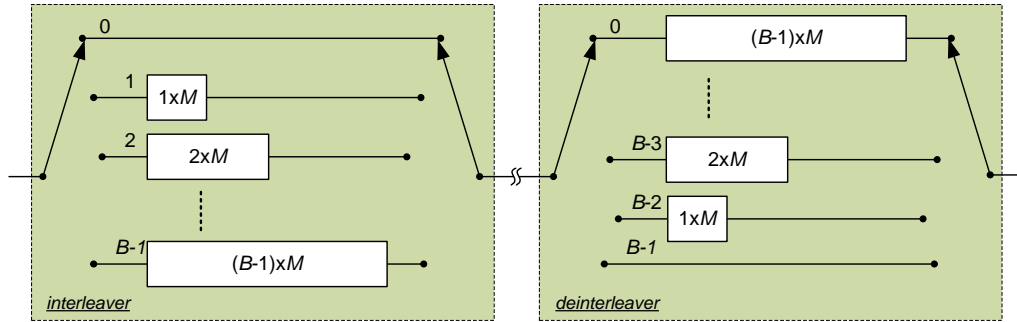 0
1
1xM
2
2xM
B-1
(B-1)xM
interleaver
0
(B-1)xM
B-3
2xM
B-2
1xM
B-1
deinterleaver